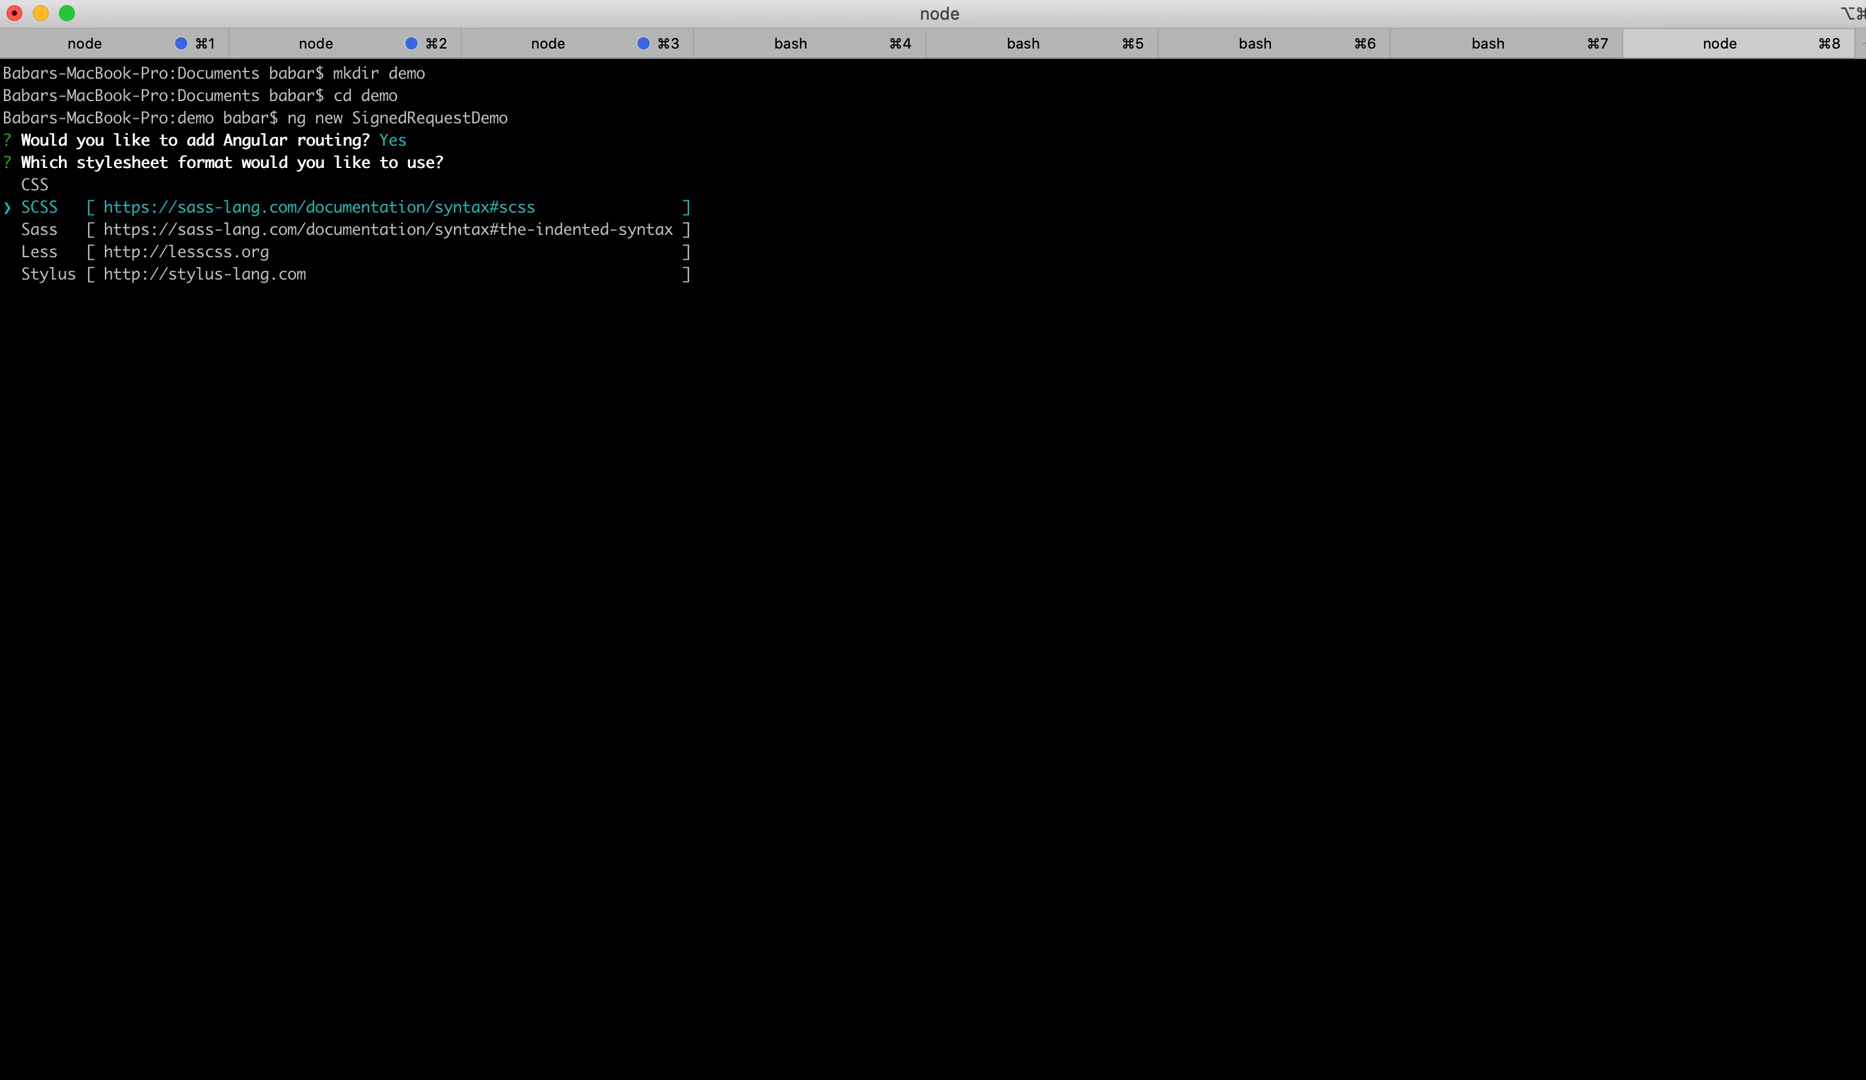 node ⌥⌘
node ⌘1 node ⌘2 node ⌘3 bash ⌘4 bash ⌘5 bash ⌘6 bash ⌘7 node ⌘8
Babars-MacBook-Pro:Documents babar$ mkdir demo
Babars-MacBook-Pro:Documents babar$ cd demo
Babars-MacBook-Pro:demo babar$ ng new SignedRequestDemo
? Would you like to add Angular routing? Yes
? Which stylesheet format would you like to use?
CSS
❯ SCSS [ https://sass-lang.com/documentation/syntax#scss ]
Sass [ https://sass-lang.com/documentation/syntax#the-indented-syntax ]
Less [ http://lesscss.org ]
Stylus [ http://stylus-lang.com ]